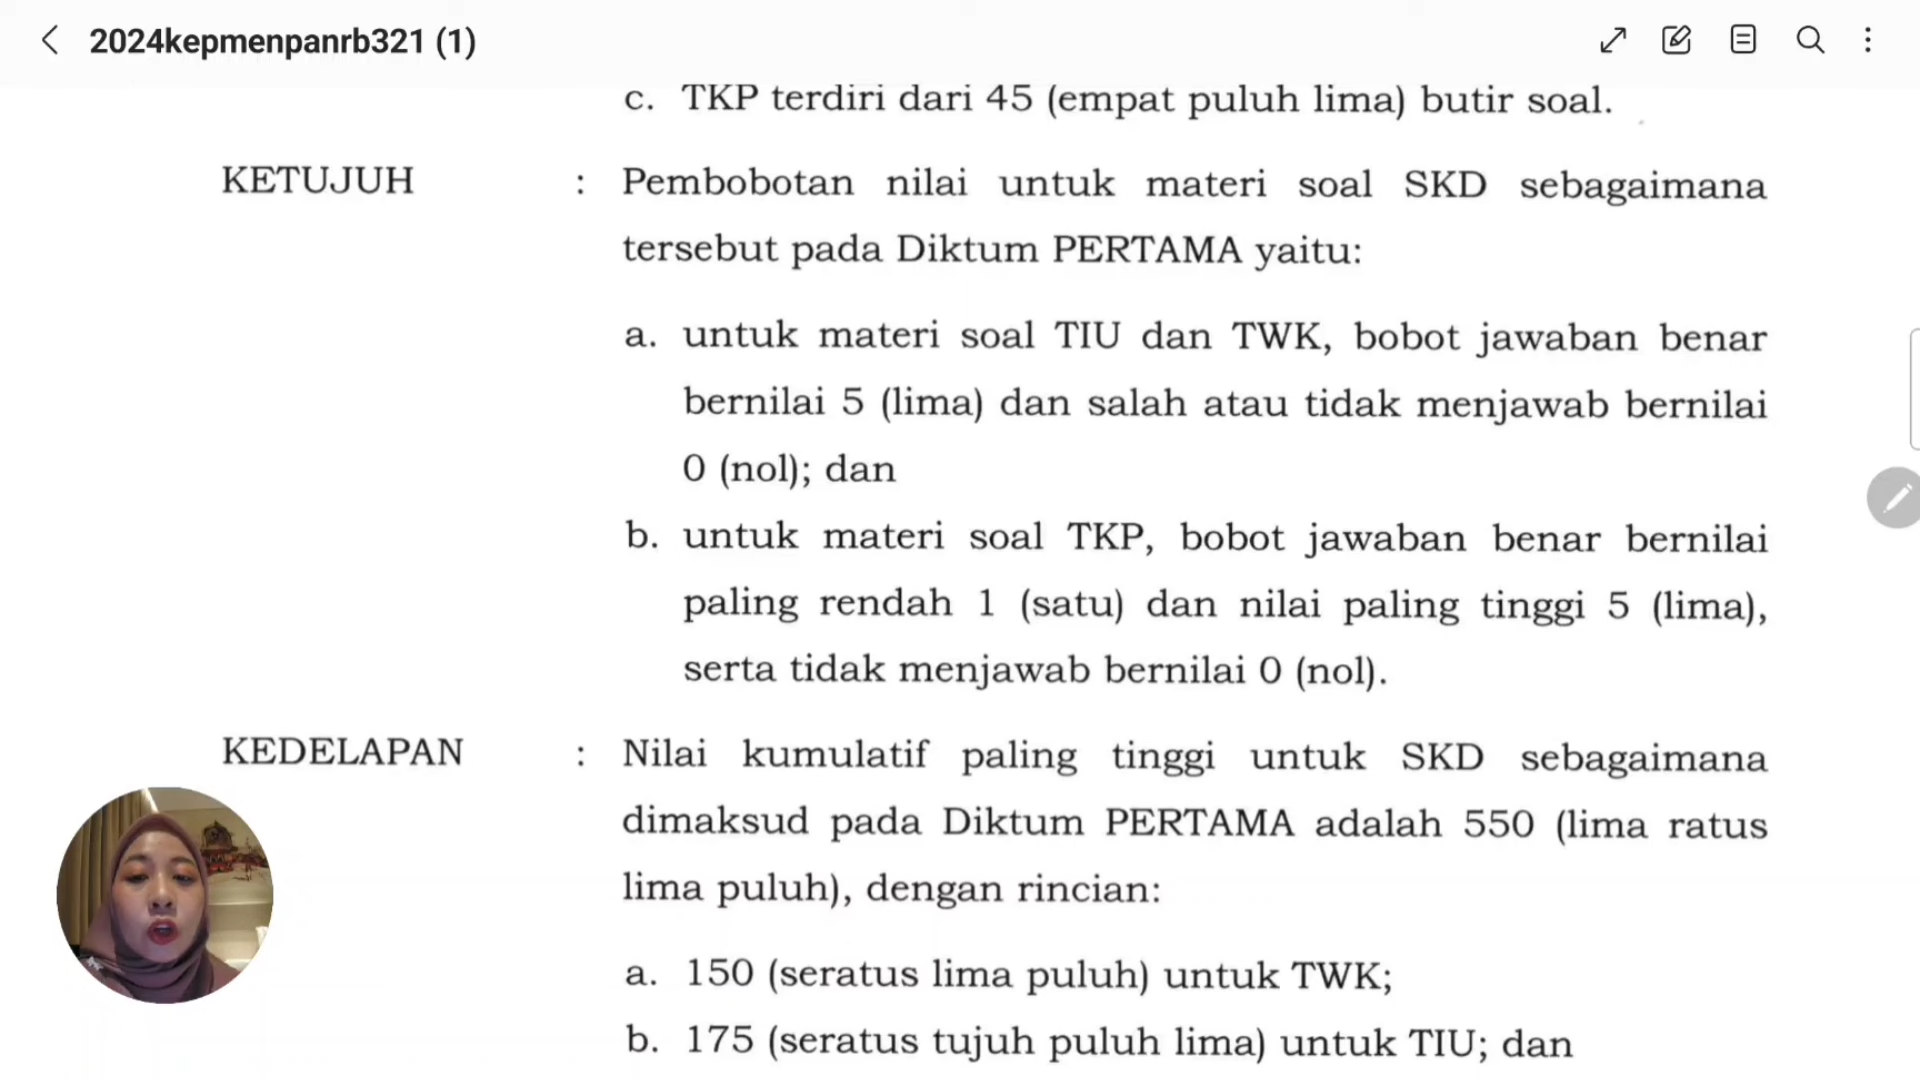 2024kepmenpanrb321 (1)
c. TKP terdiri dari 45 (empat puluh lima) butir soal.
KETUJUH : Pembobotan nilai untuk materi soal SKD sebagaimana
tersebut pada Diktum PERTAMA yaitu:
a. untuk materi soal TIU dan TWK, bobot jawaban benar
bernilai 5 (lima) dan salah atau tidak menjawab bernilai
0 (nol); dan
b. untuk materi soal TKP, bobot jawaban benar bernilai
paling rendah 1 (satu) dan nilai paling tinggi 5 (lima),
serta tidak menjawab bernilai 0 (nol).
KEDELAPAN : Nilai kumulatif paling tinggi untuk SKD sebagaimana
dimaksud pada Diktum PERTAMA adalah 550 (lima ratus
lima puluh), dengan rincian:
a. 150 (seratus lima puluh) untuk TWK;
b. 175 (seratus tujuh puluh lima) untuk TIU; dan